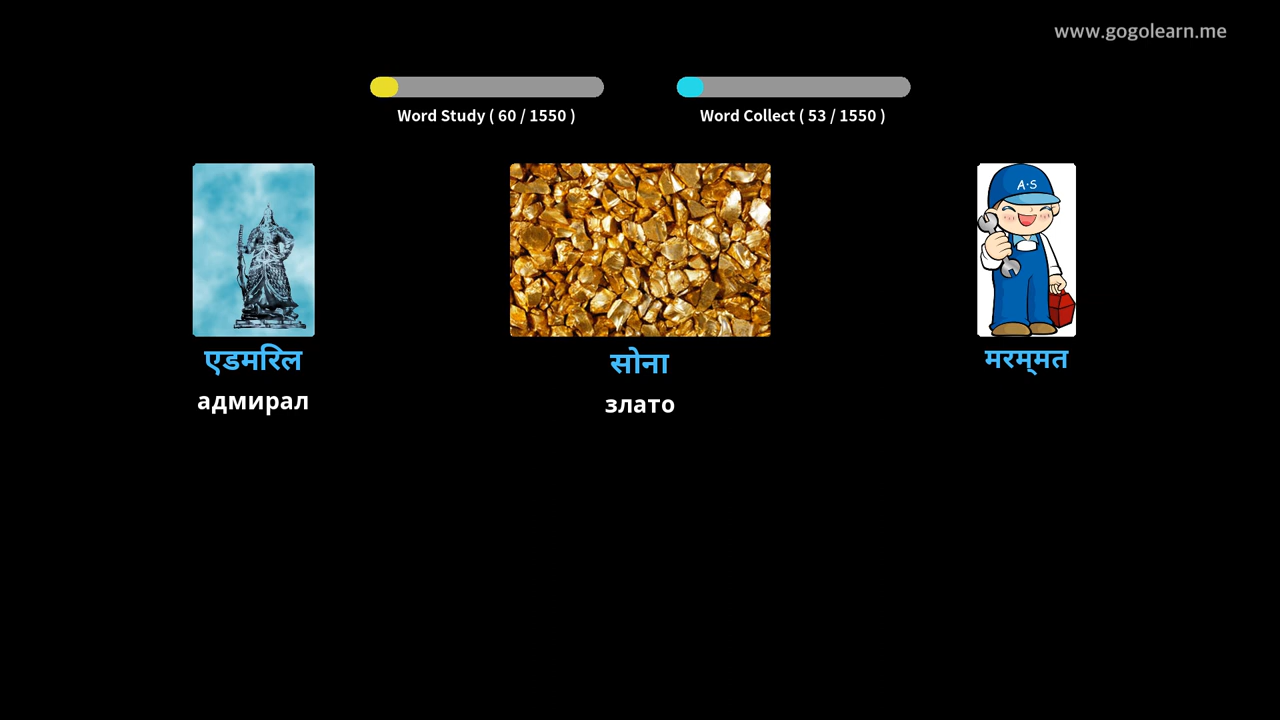 www.gogolearn.me
Word Study ( 60 / 1550 )
Word Collect ( 53 / 1550 )
A·S
एडमरिल
सोना
मरम्मत
адмирал
злато